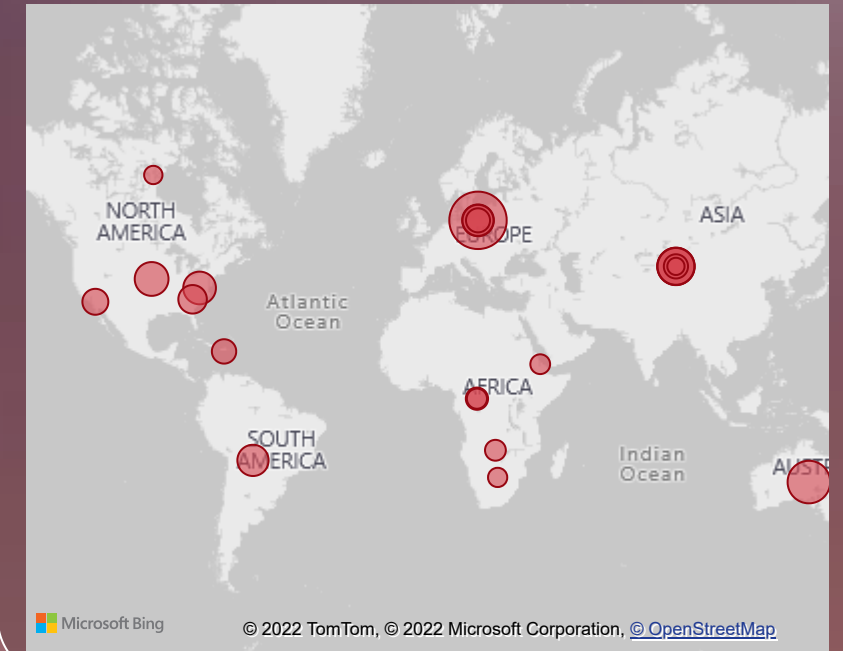 NORTH
AMERICA
EUROPE
ASIA
Atlantic
Ocean
AFRICA
SOUTH
AMERICA
Indian
Ocean
AUST
Microsoft Bing
© 2022 TomTom, © 2022 Microsoft Corporation, © OpenStreetMap